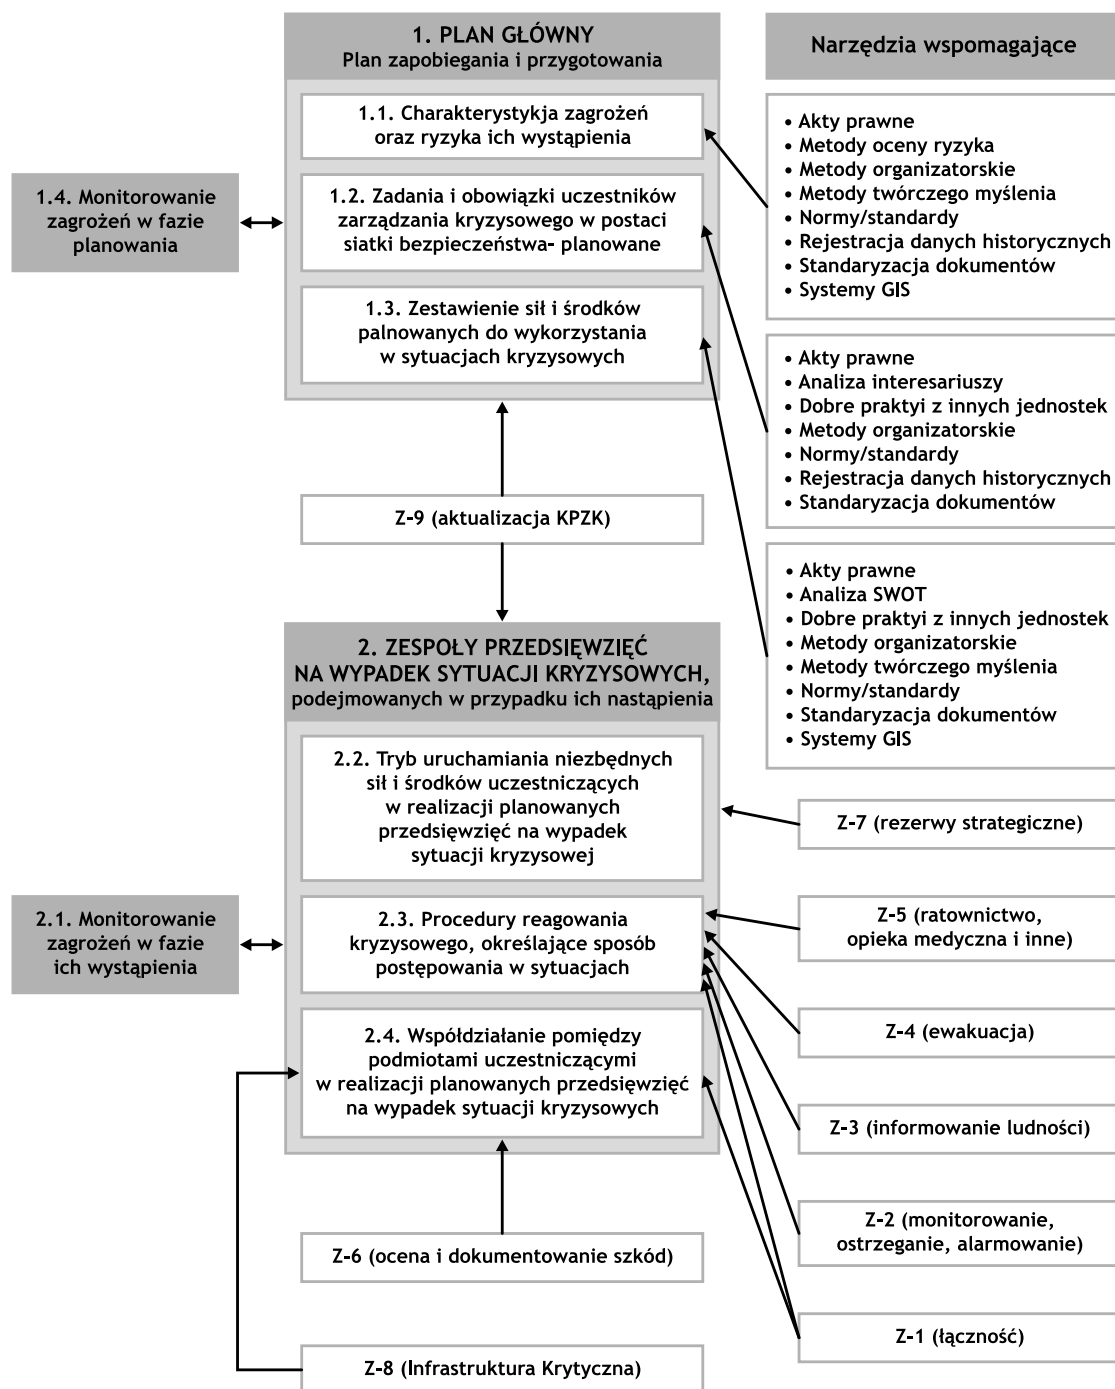 1. PLAN GŁÓWNY
Plan zapobiegania i przygotowania
1.1. Charakterystykja zagrożeń
oraz ryzyka ich wystąpienia
1.2. Zadania i obowiązki uczestników
zarządzania kryzysowego w postaci
siatki bezpieczeństwa- planowane
1.3. Zestawienie sił i środków
palnowanych do wykorzystania
w sytuacjach kryzysowych
1.4. Monitorowanie
zagrożeń w fazie
planowania
Narzędzia wspomagające
• Akty prawne
• Metody oceny ryzyka
• Metody organizatorskie
• Metody twórczego myślenia
• Normy/standardy
• Rejestracja danych historycznych
• Standaryzacja dokumentów
• Systemy GIS
• Akty prawne
• Analiza interesariuszy
• Dobre praktyi z innych jednostek
• Metody organizatorskie
• Normy/standardy
• Rejestracja danych historycznych
• Standaryzacja dokumentów
• Akty prawne
• Analiza SWOT
• Dobre praktyi z innych jednostek
• Metody organizatorskie
• Metody twórczego myślenia
• Normy/standardy
• Standaryzacja dokumentów
• Systemy GIS
Z-9 (aktualizacja KPZK)
2. ZESPOŁY PRZEDSIĘWZIĘĆ
NA WYPADEK SYTUACJI KRYZYSOWYCH,
podejmowanych w przypadku ich nastąpienia
2.2. Tryb uruchamiania niezbędnych
sił i środków uczestniczących
w realizacji planowanych
przedsięwzięć na wypadek
sytuacji kryzysowej
2.1. Monitorowanie
zagrożeń w fazie
ich wystąpienia
2.3. Procedury reagowania
kryzysowego, określające sposób
postępowania w sytuacjach
2.4. Współdziałanie pomiędzy
podmiotami uczestniczącymi
w realizacji planowanych przedsięwzięć
na wypadek sytuacji kryzysowych
Z-7 (rezerwy strategiczne)
Z-5 (ratownictwo,
opieka medyczna i inne)
Z-4 (ewakuacja)
Z-3 (informowanie ludności)
Z-2 (monitorowanie,
ostrzeganie, alarmowanie)
Z-1 (łączność)
Z-6 (ocena i dokumentowanie szkód)
Z-8 (Infrastruktura Krytyczna)